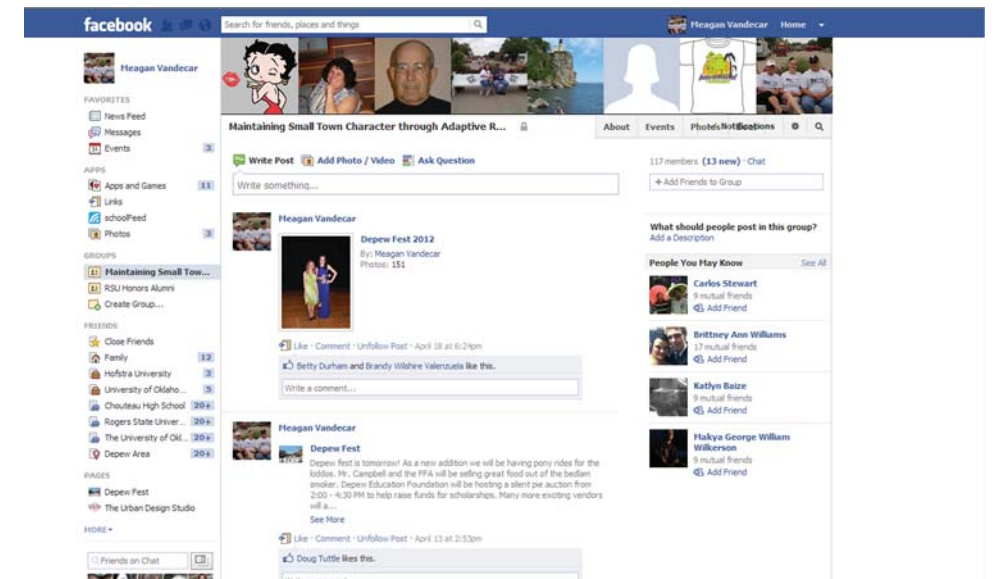 facebook
Search for friends, places and things
Meagan Vandecar Home
Meagan Vandecar
FAVORITES
News Feed
Messages
Events 3
APPS
Apps and Games 11
Links
schoolFeed
Photos 3
GROUPS
Maintaining Small Tow...
RSU Honors Alumni
Create Group...
FRIENDS
Close Friends
Family 12
Hofstra University 3
University of Oklaho... 5
Chouteau High School 20+
Rogers State Univer... 20+
The University of Okl... 20+
Depew Area 20+
PAGES
Depew Fest
The Urban Design Studio
MORE
Friends on Chat
Maintaining Small Town Character through Adaptive R...
About Events Photos Notifications
Write Post Add Photo / Video Ask Question
Write something...
Meagan Vandecar
Depew Fest 2012
By: Meagan Vandecar
Photos: 151
Like · Comment · Unfollow Post · April 18 at 6:24pm
Betty Durham and Brandy Wilshire Valenzuela like this.
Write a comment...
Meagan Vandecar
Depew Fest
Depew fest is tomorrow! As a new addition we will be having pony rides for the
kiddos. Mr. Campbell and the FFA will be selling great food out of the bedlam
smoker. Depew Education Foundation will be hosting a silent pie auction from
2:00 - 4:30 PM to help raise funds for scholarships. Many more exciting vendors
will a...
See More
Like · Comment · Unfollow Post · April 13 at 2:53pm
Doug Tuttle likes this.
117 members (13 new) · Chat
+ Add Friends to Group
What should people post in this group?
Add a Description
People You May Know See All
Carlos Stewart
9 mutual friends
Add Friend
Brittney Ann Williams
17 mutual friends
Add Friend
Katlyn Baize
9 mutual friends
Add Friend
Makya George William
Wilkerson
9 mutual friends
Add Friend